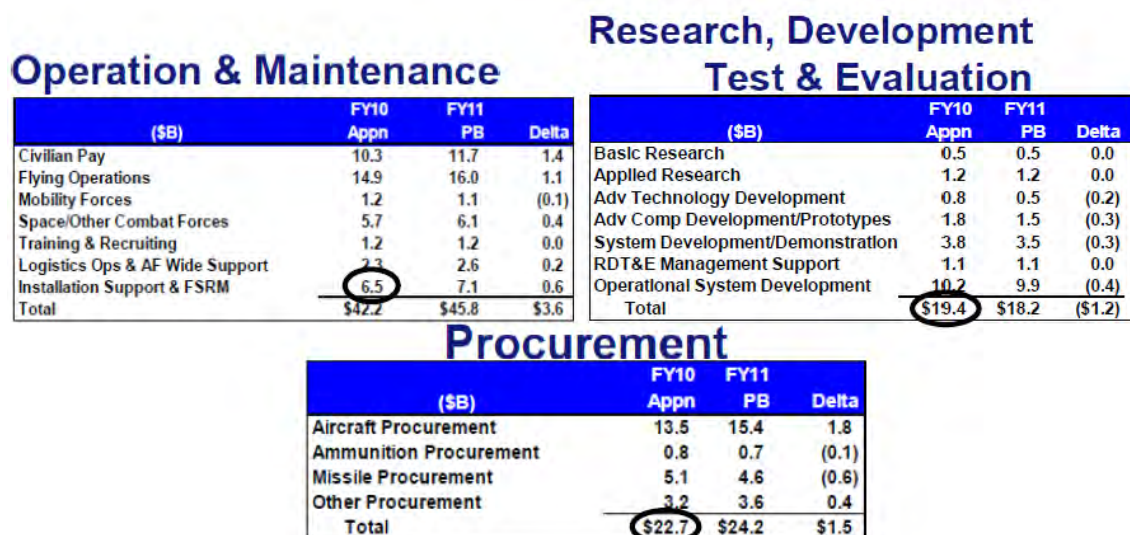 Operation & Maintenance
FY10 FY11
($B) Appn PB Delta
Civilian Pay 10.3 11.7 1.4
Flying Operations 14.9 16.0 1.1
Mobility Forces 1.2 1.1 (0.1)
Space/Other Combat Forces 5.7 6.1 0.4
Training & Recruiting 1.2 1.2 0.0
Logistics Ops & AF Wide Support 2.3 2.6 0.2
Installation Support & FSRM 6.5 7.1 0.6
Total $42.2 $45.8 $3.6
Research, Development
Test & Evaluation
FY10 FY11
($B) Appn PB Delta
Basic Research 0.5 0.5 0.0
Applied Research 1.2 1.2 0.0
Adv Technology Development 0.8 0.5 (0.2)
Adv Comp Development/Prototypes 1.8 1.5 (0.3)
System Development/Demonstration 3.8 3.5 (0.3)
RDT&E Management Support 1.1 1.1 0.0
Operational System Development 10.2 9.9 (0.4)
Total $19.4 $18.2 ($1.2)
Procurement
FY10 FY11
($B) Appn PB Delta
Aircraft Procurement 13.5 15.4 1.8
Ammunition Procurement 0.8 0.7 (0.1)
Missile Procurement 5.1 4.6 (0.6)
Other Procurement 3.2 3.6 0.4
Total $22.7 $24.2 $1.5